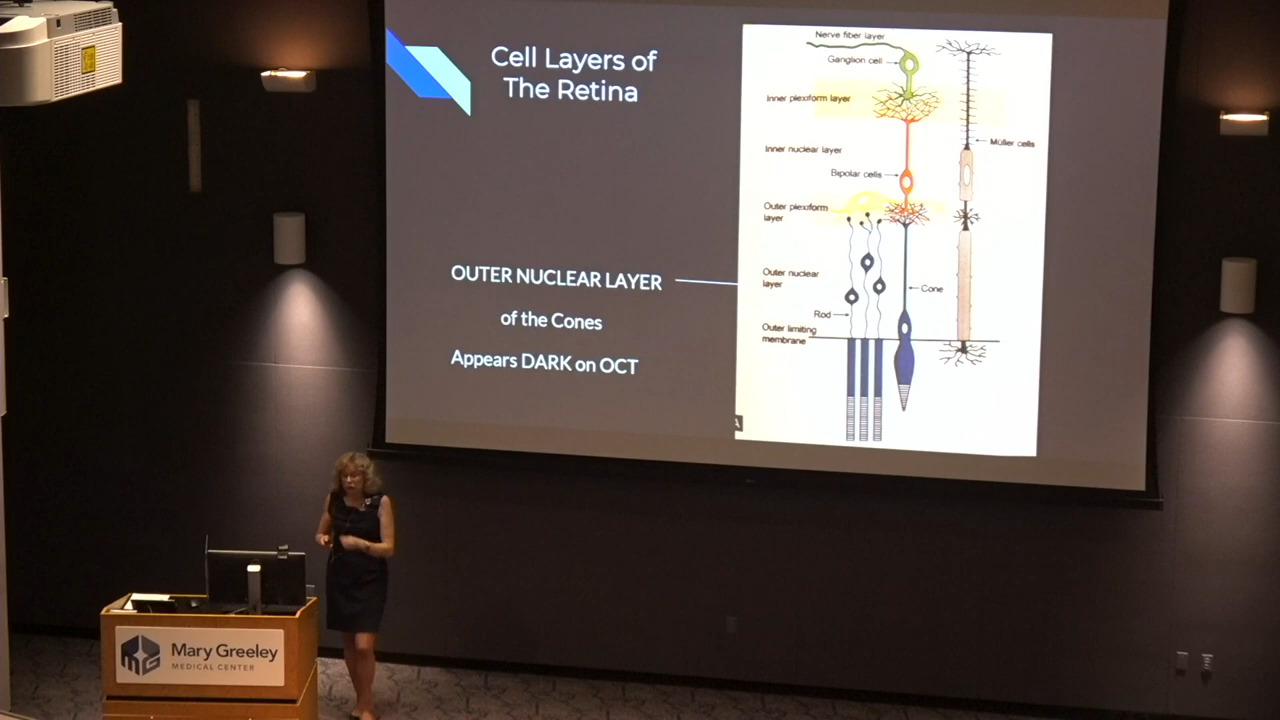 Cell Layers of
The Retina
OUTER NUCLEAR LAYER
of the Cones
Appears DARK on OCT
Nerve fiber layer
Ganglion cell
Inner plexiform layer
Müller cells
Inner nuclear layer
Bipolar cells
Outer plexiform
layer
Outer nuclear
layer
Cone
Rod
Outer limiting
membrane
A
Mary Greeley
MEDICAL CENTER